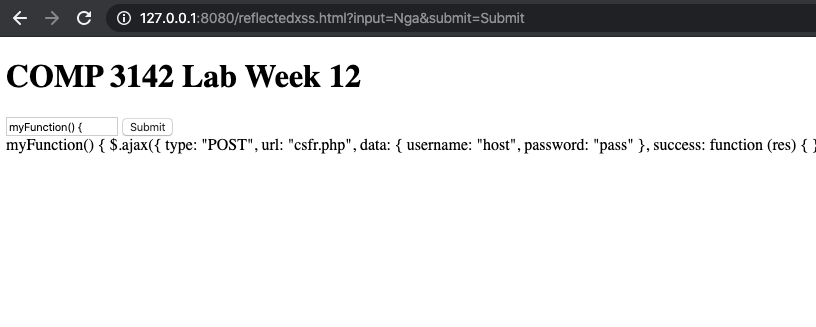 127.0.0.1:8080/reflectedxss.html?input=Nga&submit=Submit
COMP 3142 Lab Week 12
myFunction() { Submit
myFunction() { $.ajax({ type: "POST", url: "csfr.php", data: { username: "host", password: "pass" }, success: function (res) { }